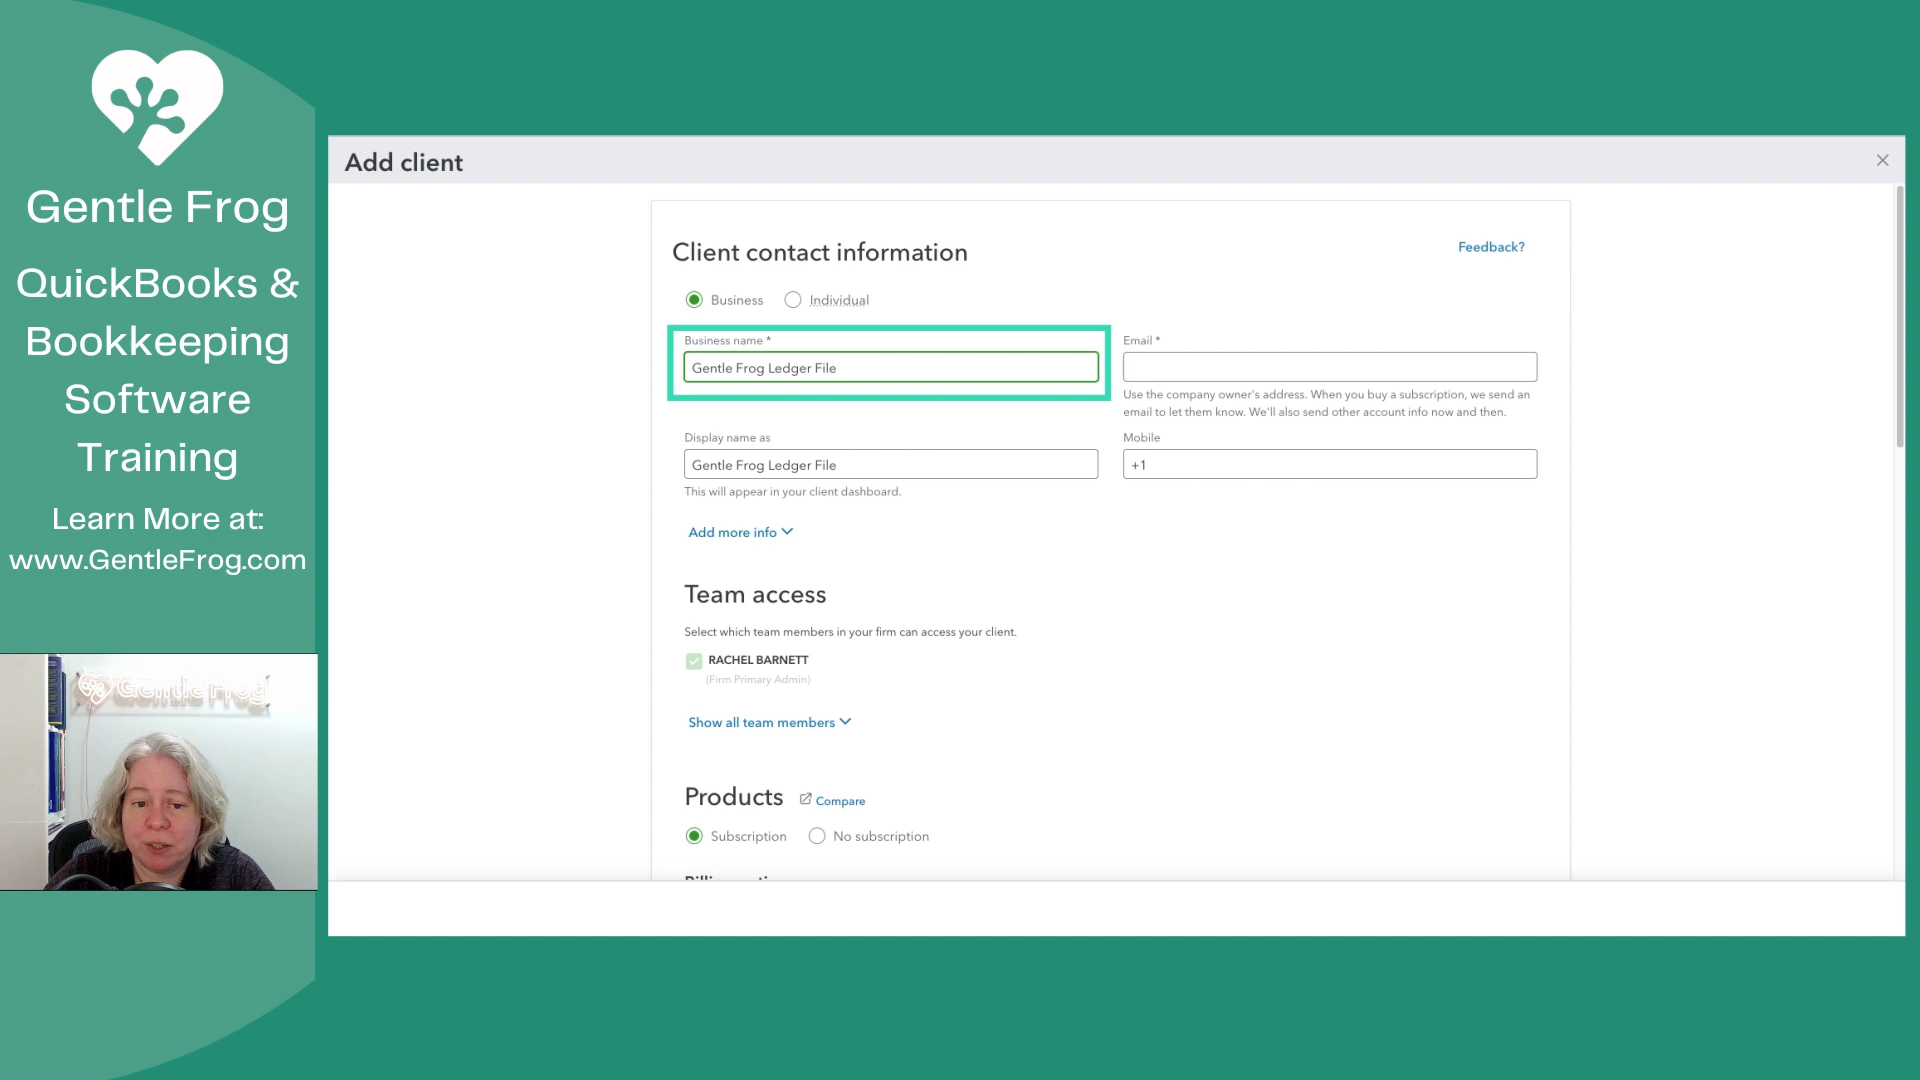 Gentle Frog
QuickBooks &
Bookkeeping
Software
Training
Learn More at:
www.GentleFrog.com
Gentle Frog
Add client
Client contact information
Feedback?
Business
Individual
Business name *
Gentle Frog Ledger File
Email *
Use the company owner's address. When you buy a subscription, we send an
email to let them know. We'll also send other account info now and then.
Display name as
Gentle Frog Ledger File
This will appear in your client dashboard.
Mobile
+1
Add more info
Team access
Select which team members in your firm can access your client.
RACHEL BARNETT
(Firm Primary Admin)
Show all team members
Products
Compare
Subscription
No subscription